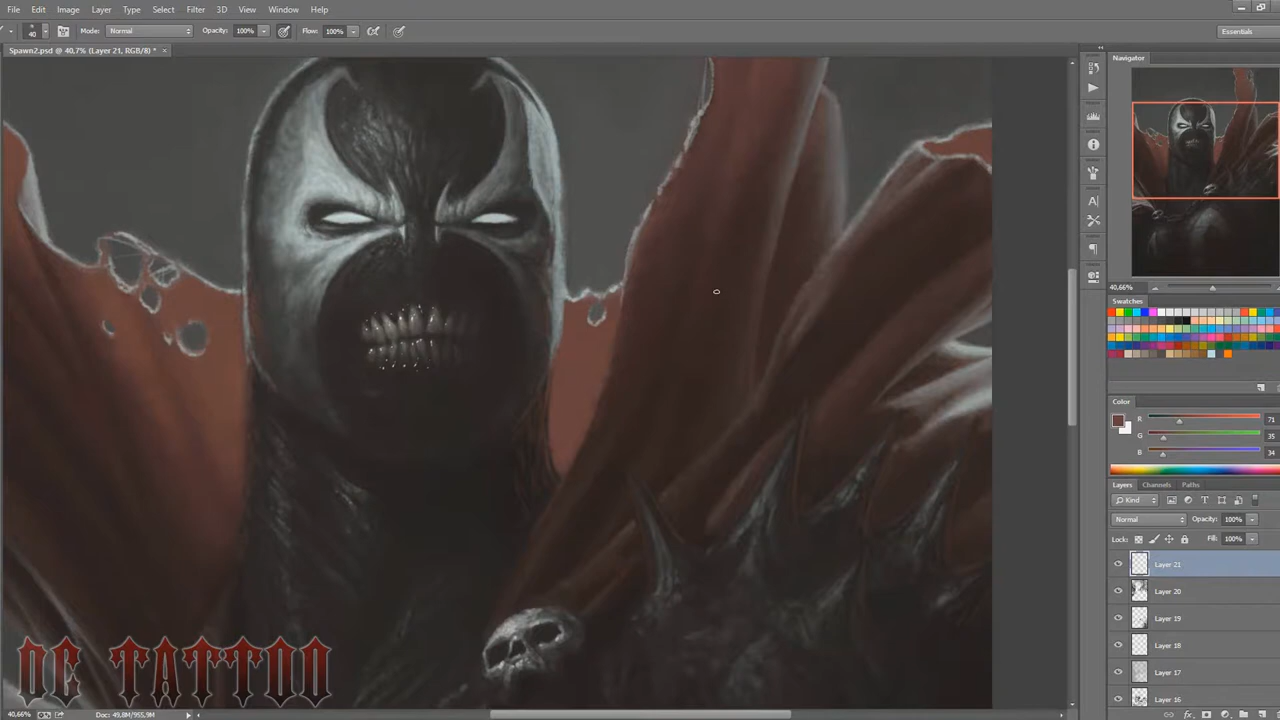 File Edit Image Layer Type Select Filter 3D View Window Help
40 Mode: Normal Opacity: 100% Flow: 100% Essentials
Spawn2.psd @ 40,7% (Layer 21, RGB/8) * ×
Navigator
40,66%
Swatches
Color
R 71
G 35
B 34
Layers Channels Paths
Kind
Normal Opacity: 100%
Lock: Fill: 100%
Layer 21
Layer 20
Layer 19
Layer 18
Layer 17
Layer 16
OG TATTOO
40,66% Doc: 49,8M/955,9M